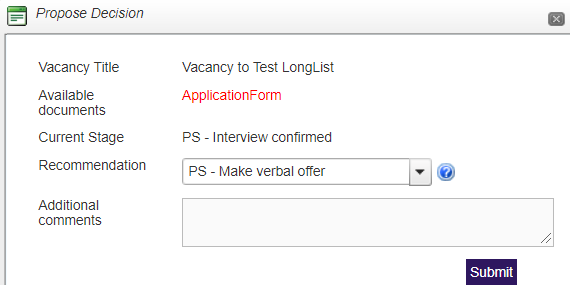 Propose Decision
Vacancy Title Vacancy to Test LongList
Available documents ApplicationForm
Current Stage PS - Interview confirmed
Recommendation PS - Make verbal offer
Additional comments
Submit